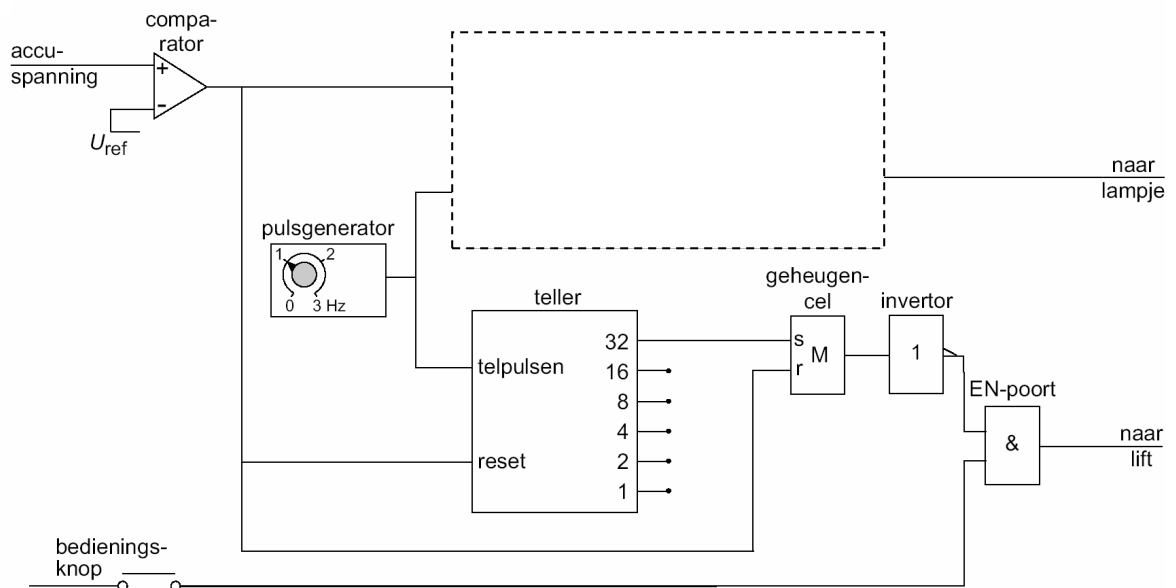 compa-
rator
accu-
spanning
+
-
Uref
naar
lampje
pulsgenerator
1
2
0
3 Hz
teller
telpulsen
reset
32
16
8
4
2
1
geheugen-
cel
s
r
M
invertor
1
EN-poort
&
naar
lift
bedienings-
knop